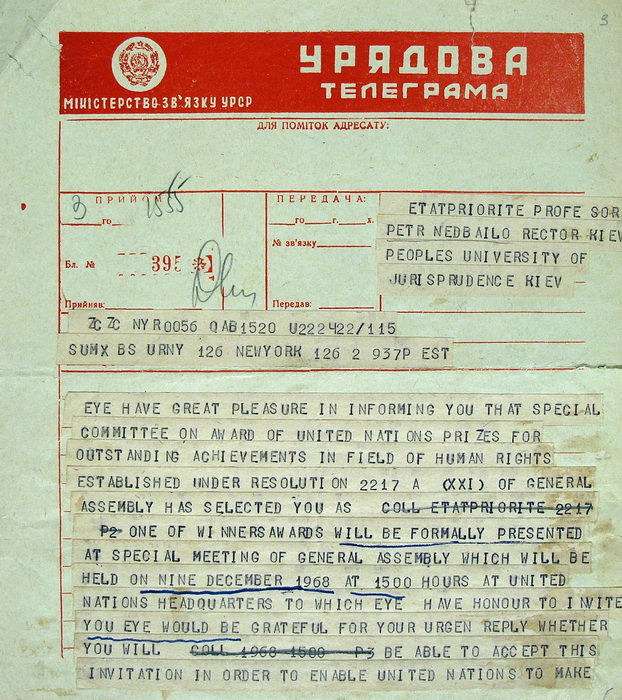 3
УРЯДОВА
ТЕЛЕГРАМА
МІНІСТЕРСТВО ЗВ'ЯЗКУ УРСР
ДЛЯ ПОМІТОК АДРЕСАТУ:
3 ПРИЙОМ 1555
го
Бл. № 395
Прийняв:
ПЕРЕДАЧА:
го г. х.
№ зв'язку
Передав:
ETATPRIORITE PROFE SOR
PETR NEDBAILO RECTOR KIEV
PEOPLES UNIVERSITY OF
JURISPRUDENCE KIEV
ZCZC NYR0056 QAB1520 U222422/115
SUMX BS URNY 126 NEWYORK 126 2 937P EST
EYE HAVE GREAT PLEASURE IN INFORMING YOU THAT SPECIAL
COMMITTEE ON AWARD OF UNITED NATIONS PRIZES FOR
OUTSTANDING ACHIEVEMENTS IN FIELD OF HUMAN RIGHTS
ESTABLISHED UNDER RESOLUTION 2217 A (XXI) OF GENERAL
ASSEMBLY HAS SELECTED YOU AS COLL ETATPRIORITE 2217
P2 ONE OF WINNERSAWARDS WILL BE FORMALLY PRESENTED
AT SPECIAL MEETING OF GENERAL ASSEMBLY WHICH WILL BE
HELD ON NINE DECEMBER 1968 AT 1500 HOURS AT UNITED
NATIONS HEADQUARTERS TO WHICH EYE HAVE HONOUR TO INVITE
YOU EYE WOULD BE GRATEFUL FOR YOUR URGEN REPLY WHETHER
YOU WILL COLL 1968 1500 P3 BE ABLE TO ACCEPT THIS
INVITATION IN ORDER TO ENABLE UNITED NATIONS TO MAKE